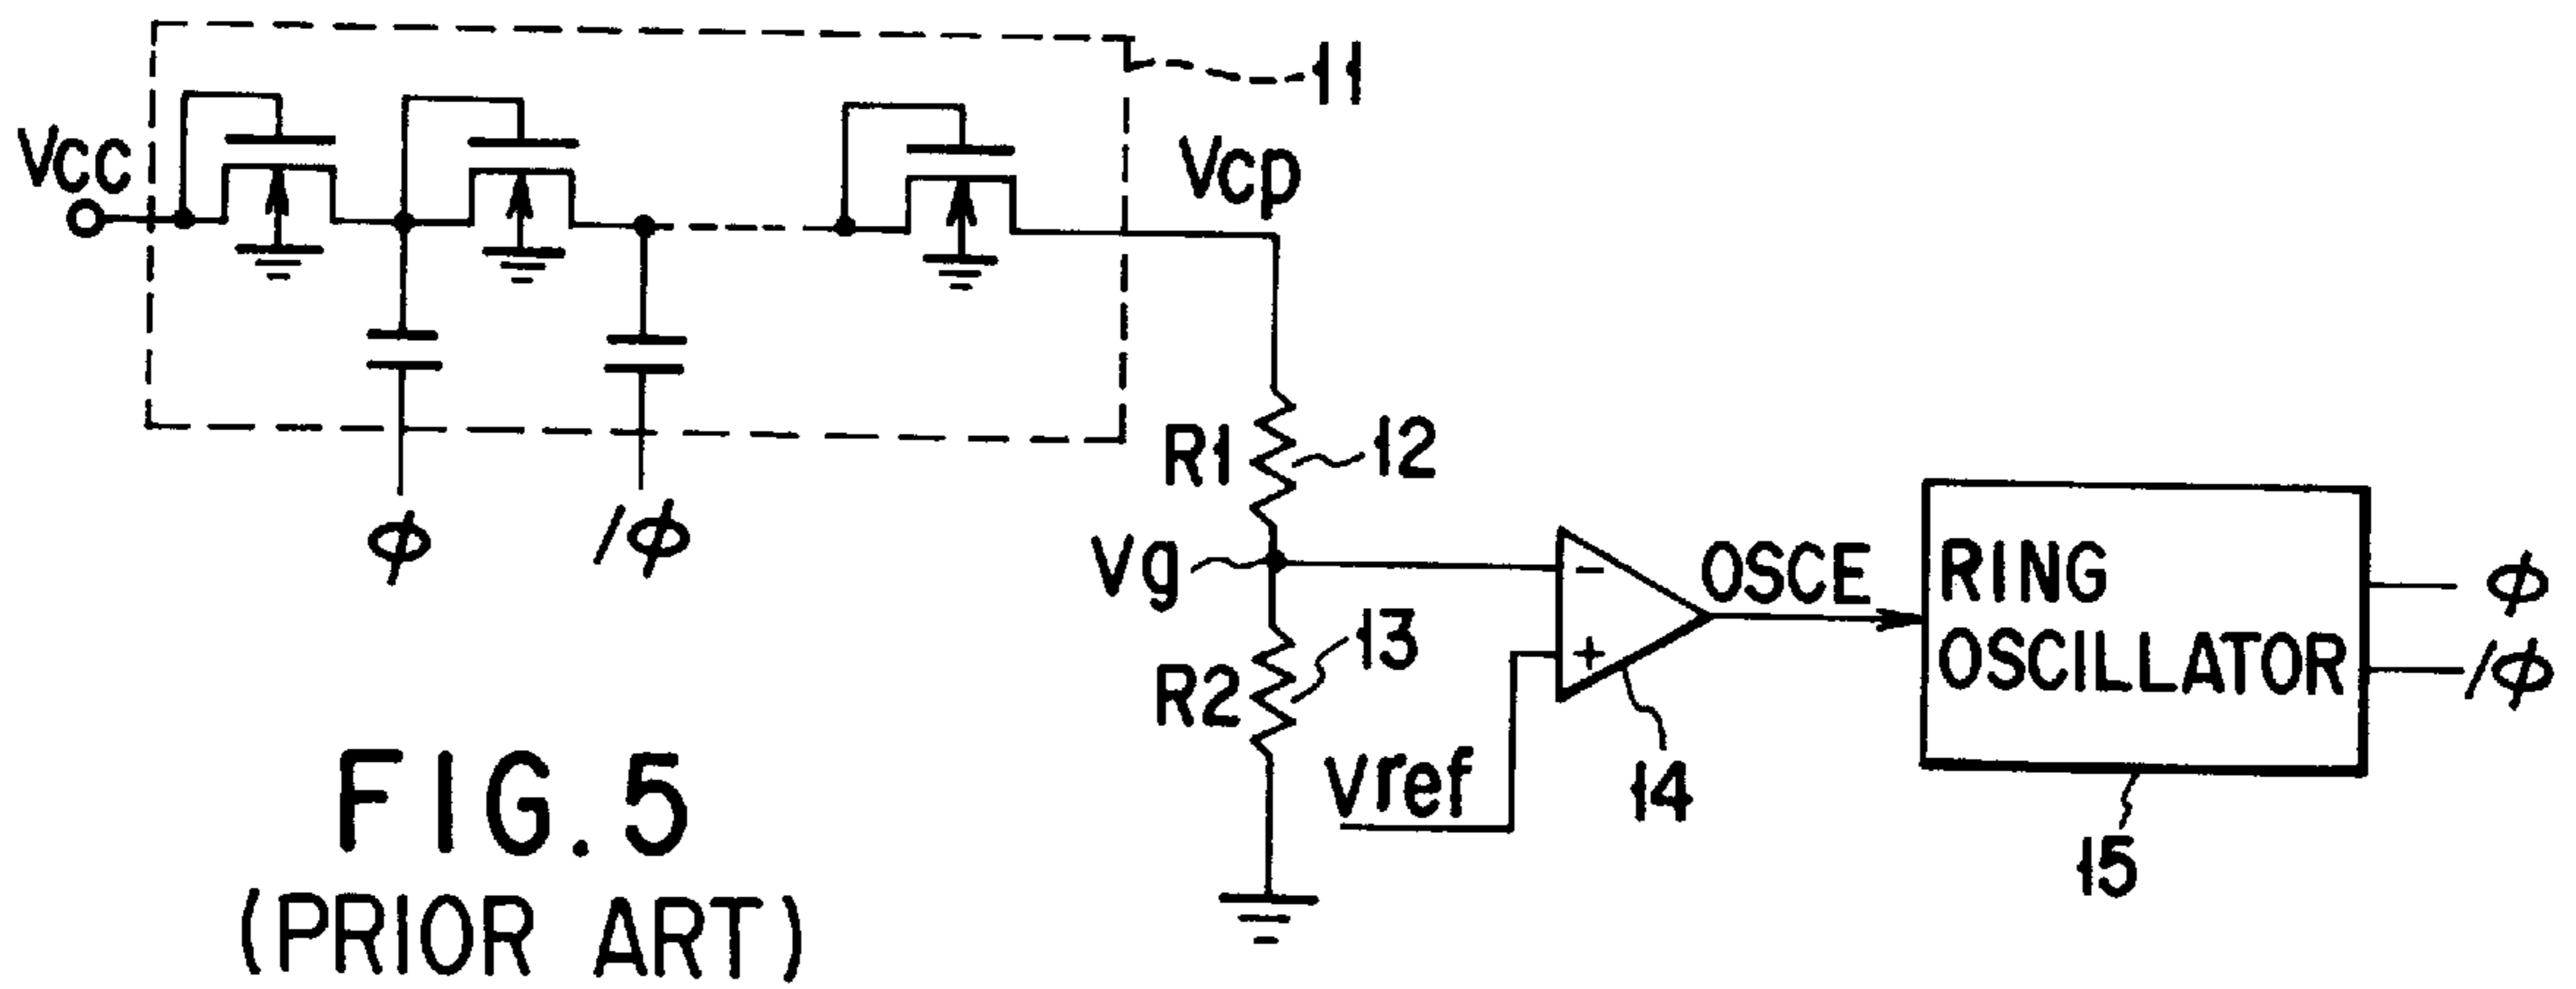 11
Vcc
Vcp
R1
12
φ
/φ
Vg
OSCE
RING
OSCILLATOR
φ
/φ
13
R2
-
+
Vref
14
15
FIG. 5
(PRIOR ART)